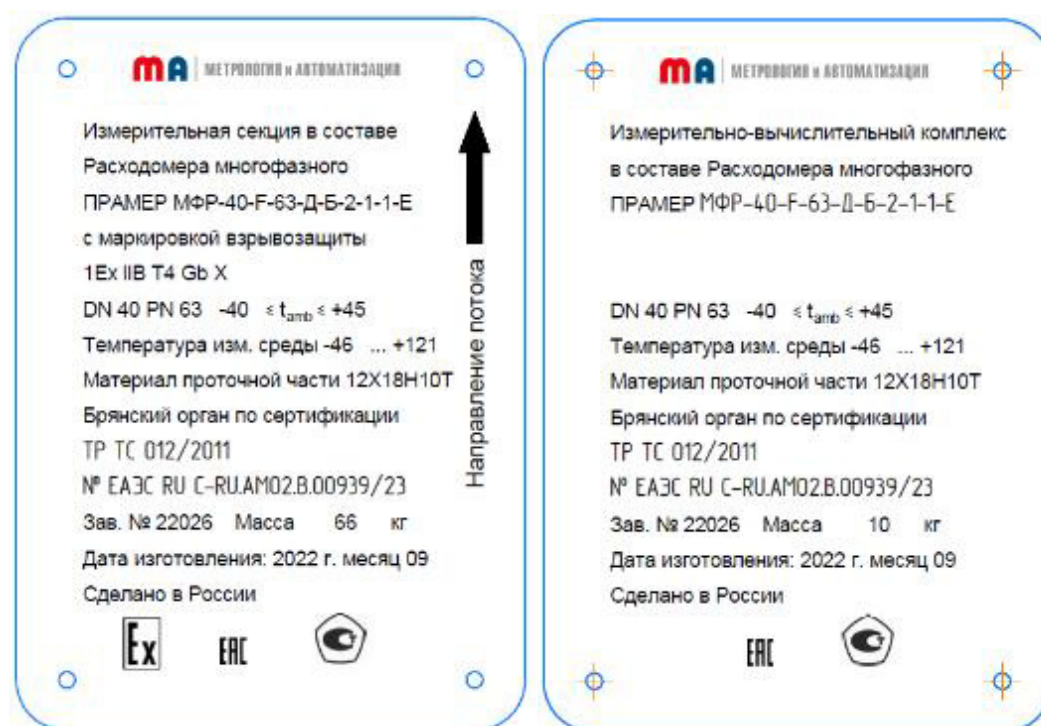 МА МЕТРОЛОГИЯ и АВТОМАТИЗАЦИЯ
Измерительная секция в составе
Расходомера многофазного
ПРАМЕР МФР-40-F-63-Д-Б-2-1-1-Е
с маркировкой взрывозащиты
1Ex IIB T4 Gb X
DN 40 PN 63 -40 ≤ tamb ≤ +45
Температура изм. среды -46 ... +121
Материал проточной части 12Х18Н10Т
Брянский орган по сертификации
ТР ТС 012/2011
№ ЕАЭС RU C-RU.АМ02.В.00939/23
Зав. № 22026 Масса 66 кг
Дата изготовления: 2022 г. месяц 09
Сделано в России
Ex EAC
Направление потока
МА МЕТРОЛОГИЯ и АВТОМАТИЗАЦИЯ
Измерительно-вычислительный комплекс
в составе Расходомера многофазного
ПРАМЕР МФР-40-F-63-Д-Б-2-1-1-Е
DN 40 PN 63 -40 ≤ tamb ≤ +45
Температура изм. среды -46 ... +121
Материал проточной части 12Х18Н10Т
Брянский орган по сертификации
ТР ТС 012/2011
№ ЕАЭС RU C-RU.АМ02.В.00939/23
Зав. № 22026 Масса 10 кг
Дата изготовления: 2022 г. месяц 09
Сделано в России
EAC